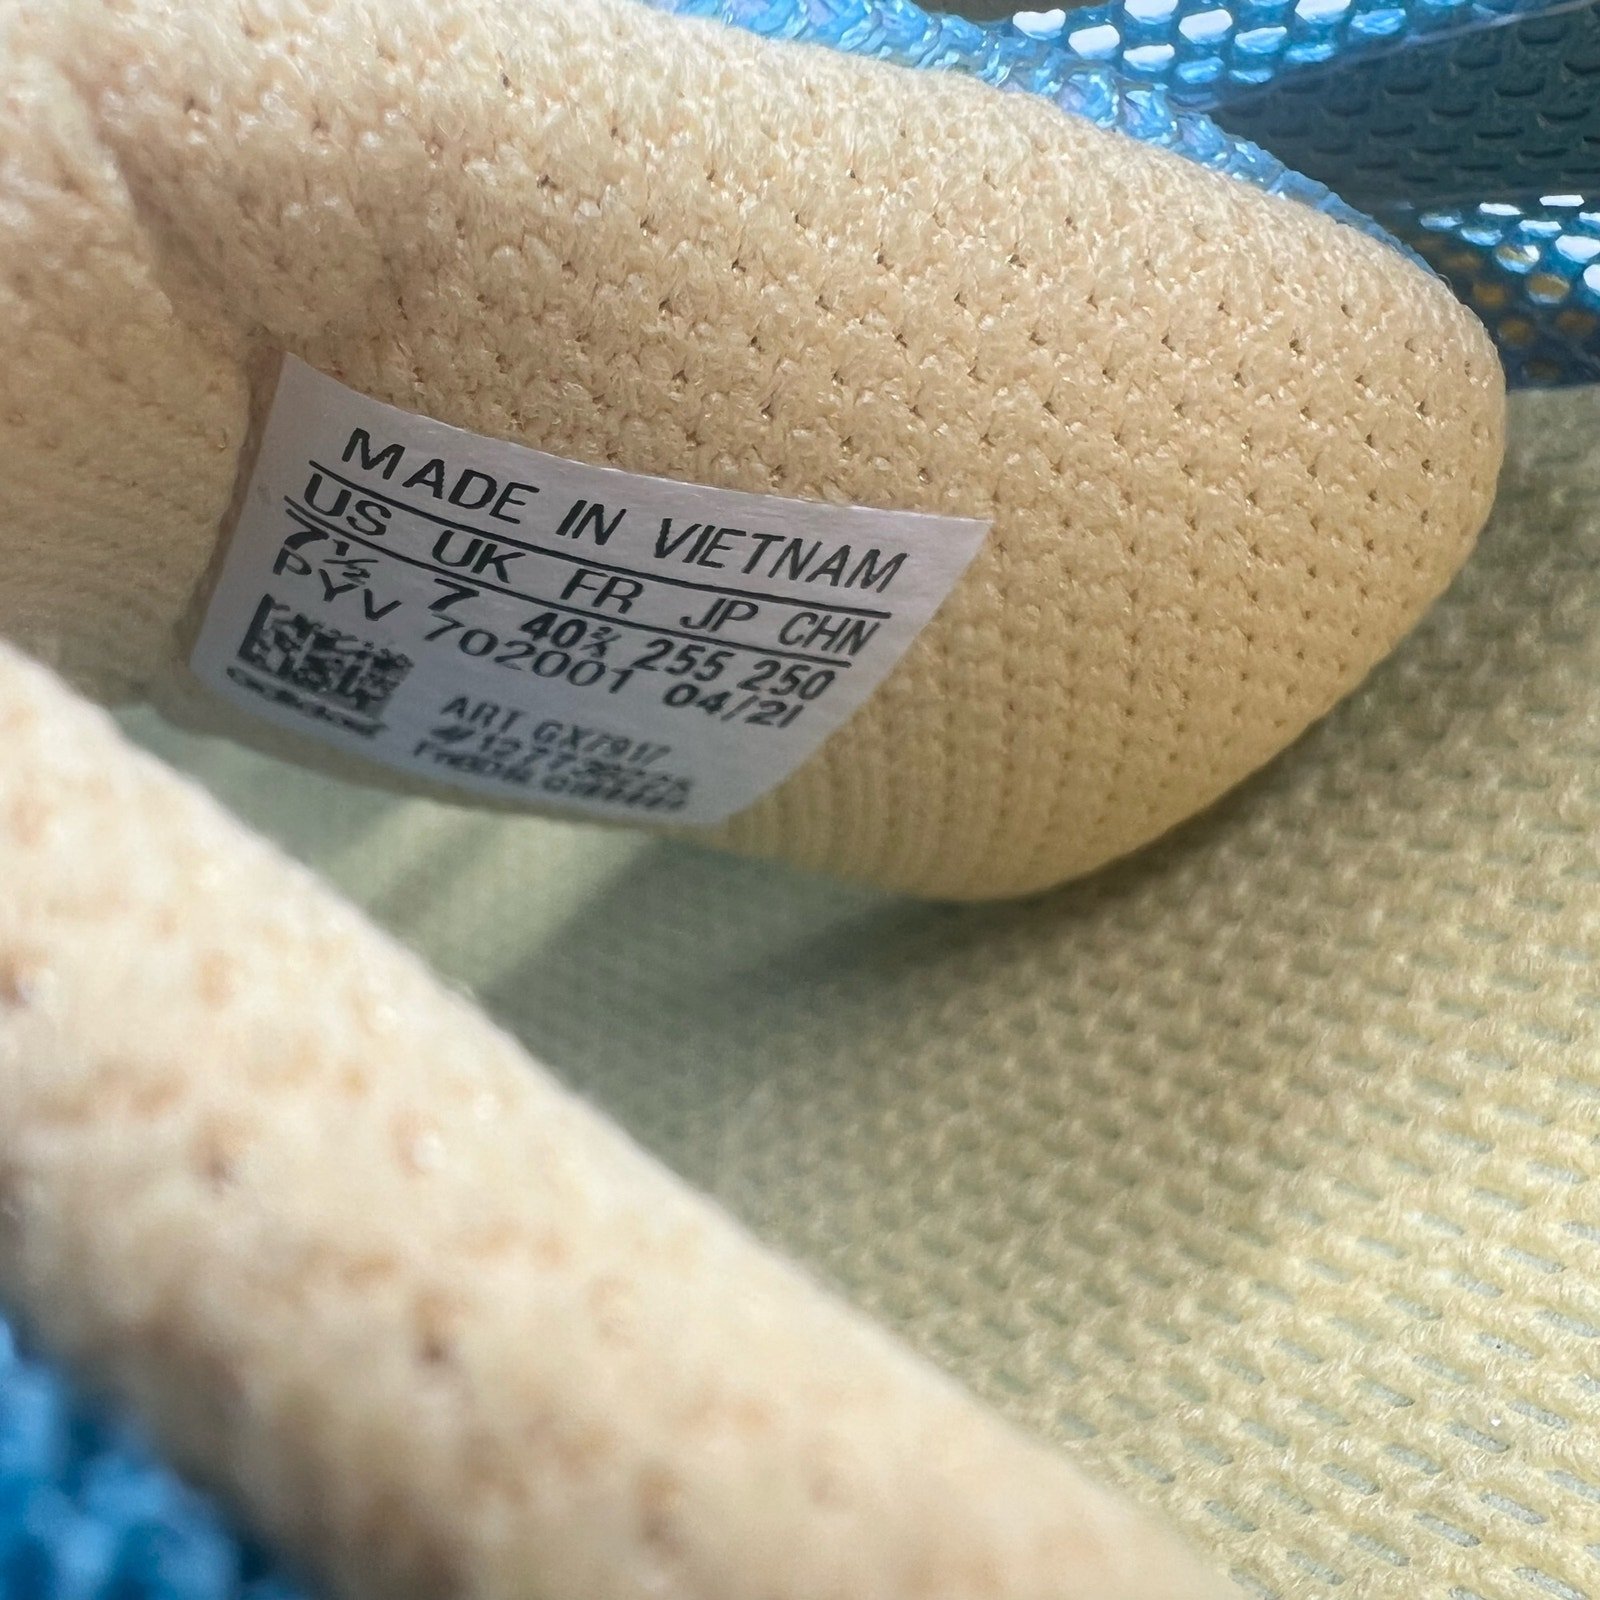 MADE IN VIETNAM
US UK FR JP CHN
7½ 7 40⅔ 255 250
PYV 702001 04/21
adidas
ART GX7917